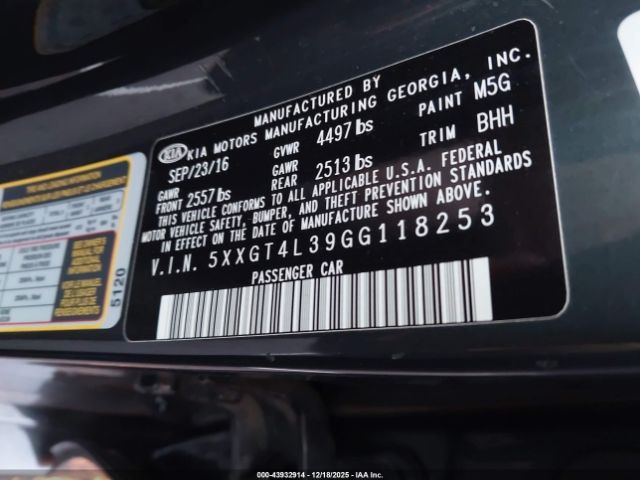 MANUFACTURED BY
KIA KIA MOTORS MANUFACTURING GEORGIA, INC.
SEP/23/16 GVWR 4497 lbs PAINT M5G
GAWR FRONT 2557 lbs GAWR REAR 2513 lbs TRIM BHH
THIS VEHICLE CONFORMS TO ALL APPLICABLE U.S.A. FEDERAL
MOTOR VEHICLE SAFETY, BUMPER, AND THEFT PREVENTION STANDARDS
IN EFFECT ON THE DATE OF MANUFACTURE SHOWN ABOVE.
V.I.N. 5XXGT4L39GG118253
PASSENGER CAR
5120
000-43932914 - 12/18/2025 - IAA Inc.